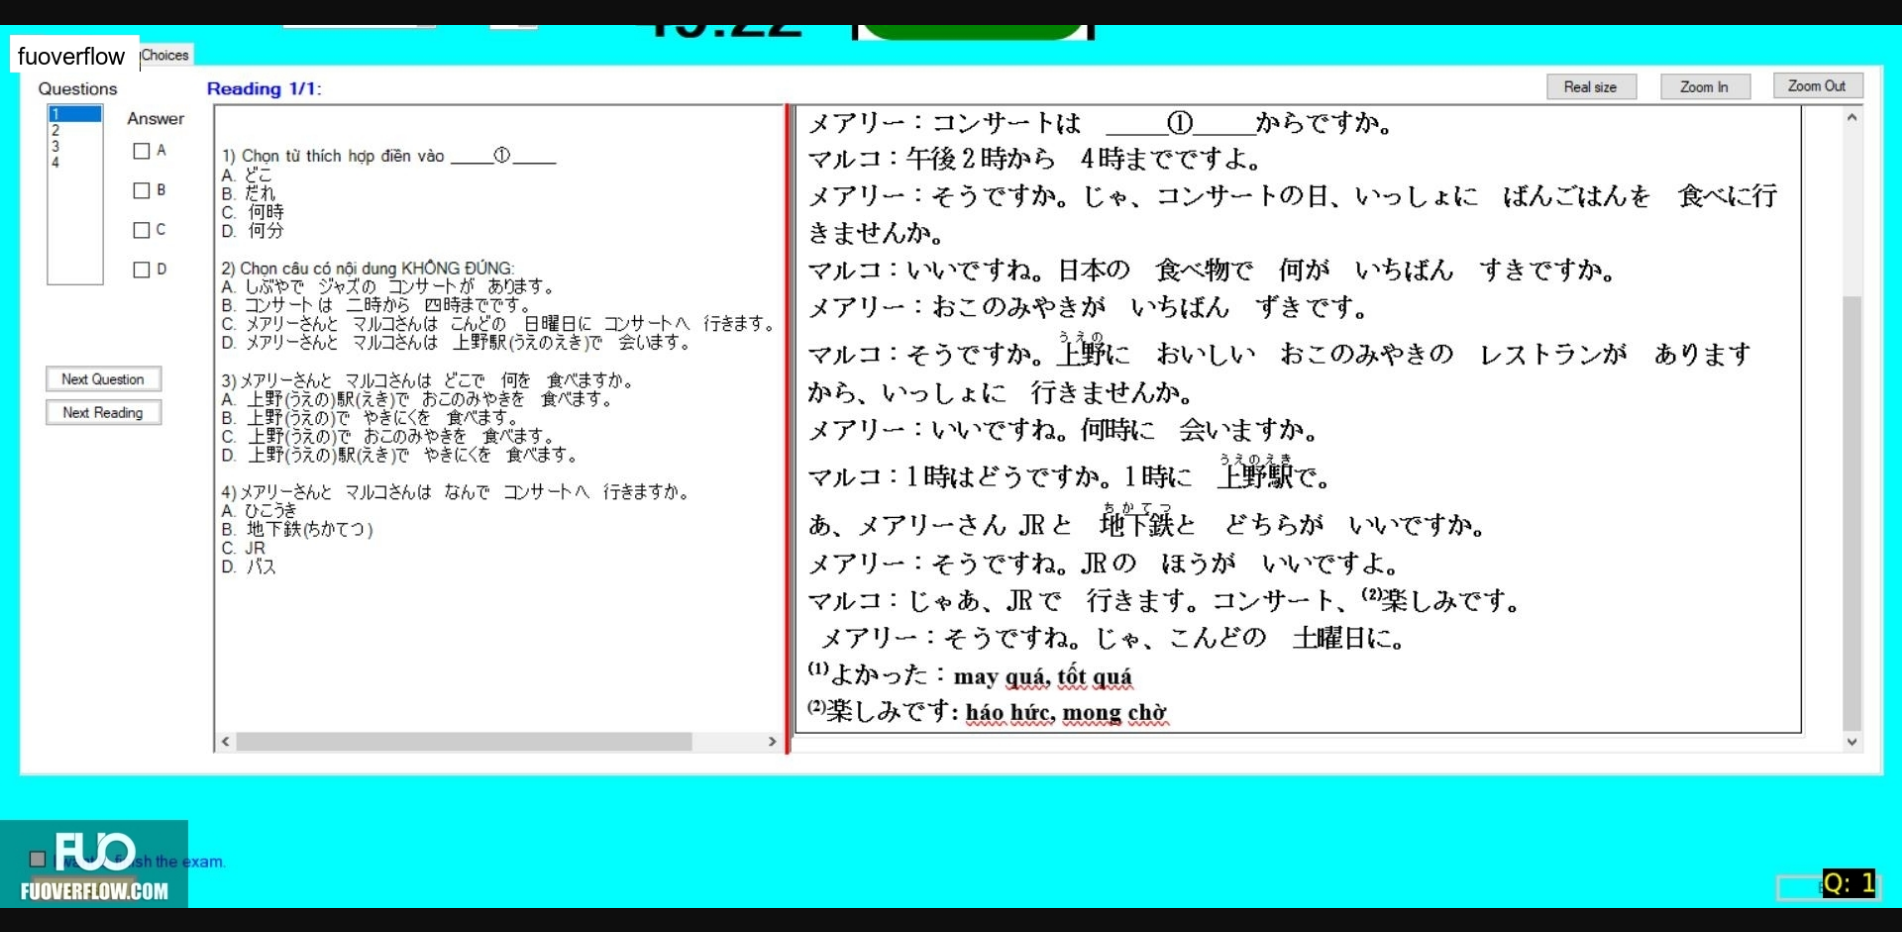 fuoverflow
Choices
Questions
Reading 1/1:
Real size
Zoom In
Zoom Out
1
2
3
4
Answer
A
B
C
D
Next Question
Next Reading
1) Chọn từ thích hợp điền vào _____①_____
A. どこ
B. だれ
C. 何時
D. 何分
2) Chọn câu có nội dung KHÔNG ĐÚNG:
A. しぶやで ジャズの コンサートが あります。
B. コンサートは 二時から 四時までです。
C. メアリーさんと マルコさんは こんどの 日曜日に コンサートへ 行きます。
D. メアリーさんと マルコさんは 上野駅(うえのえき)で 会います。
3) メアリーさんと マルコさんは どこで 何を 食べますか。
A. 上野(うえの)駅(えき)で おこのみやきを 食べます。
B. 上野(うえの)で やきにくを 食べます。
C. 上野(うえの)で おこのみやきを 食べます。
D. 上野(うえの)駅(えき)で やきにくを 食べます。
4) メアリーさんと マルコさんは なんで コンサートへ 行きますか。
A. ひこうき
B. 地下鉄(ちかてつ)
C. JR
D. バス
メアリー：コンサートは _____①_____からですか。
マルコ：午後2時から 4時までですよ。
メアリー：そうですか。じゃ、コンサートの日、いっしょに ばんごはんを 食べに行
きませんか。
マルコ：いいですね。日本の 食べ物で 何が いちばん すきですか。
メアリー：おこのみやきが いちばん ずきです。
うえの
マルコ：そうですか。上野に おいしい おこのみやきの レストランが あります
から、いっしょに 行きませんか。
メアリー：いいですね。何時に 会いますか。
うえのえき
マルコ：1時はどうですか。1時に 上野駅で。
ちかてつ
あ、メアリーさん JRと 地下鉄と どちらが いいですか。
メアリー：そうですね。JRの ほうが いいですよ。
マルコ：じゃあ、JRで 行きます。コンサート、(2)楽しみです。
メアリー：そうですね。じゃ、こんどの 土曜日に。
(1)よかった：may quá, tốt quá
(2)楽しみです: háo hức, mong chờ
FUO
sh the exam.
FUOVERFLOW.COM
Q: 1